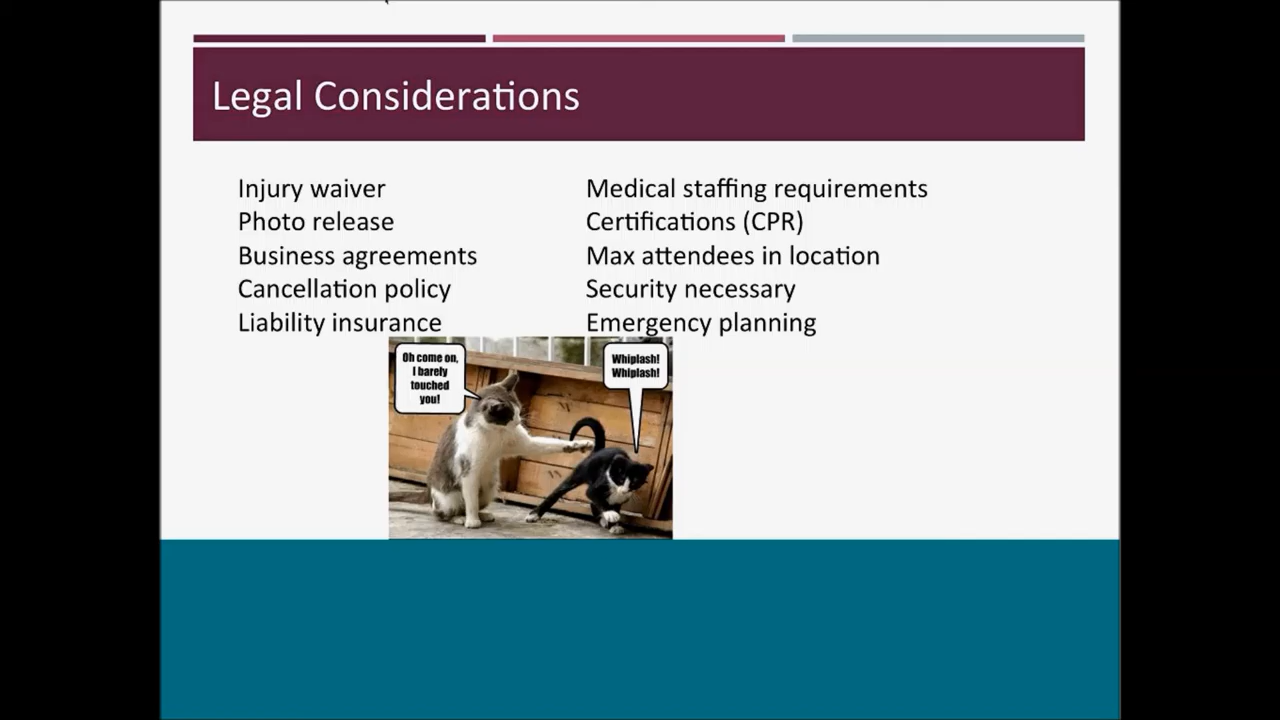 Legal Considerations
Injury waiver
Photo release
Business agreements
Cancellation policy
Liability insurance
Medical staffing requirements
Certifications (CPR)
Max attendees in location
Security necessary
Emergency planning
Oh come on,
I barely
touched
you!
Whiplash!
Whiplash!